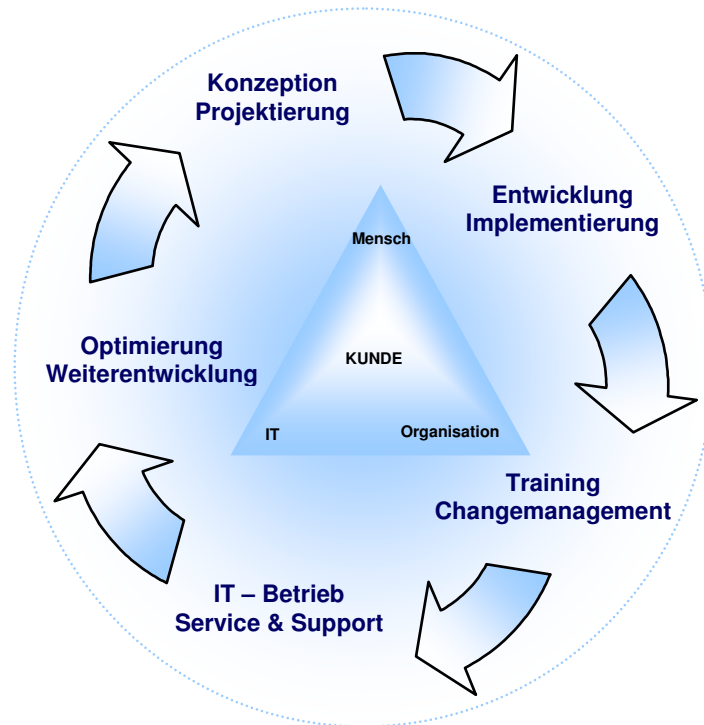 Konzeption
Projektierung
Entwicklung
Implementierung
Mensch
Optimierung
Weiterentwicklung
KUNDE
IT
Organisation
Training
Changemanagement
IT – Betrieb
Service & Support